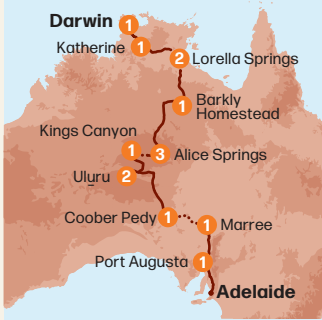 Darwin 1
Katherine 1
2 Lorella Springs
1 Barkly
Homestead
Kings Canyon
1 3 Alice Springs
Uluru 2
Coober Pedy 1
1 Marree
Port Augusta 1
Adelaide